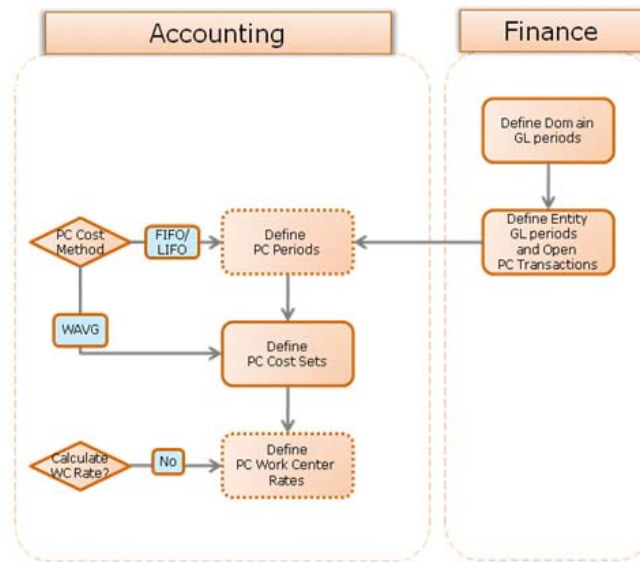 Accounting
Finance
Define Domain
GL periods
PC Cost
Method
FIFO/
LIFO
Define
PC Periods
Define Entity
GL periods
and Open
PC Transactions
WAVG
Define
PC Cost Sets
Calculate
WC Rate?
No
Define
PC Work Center
Rates